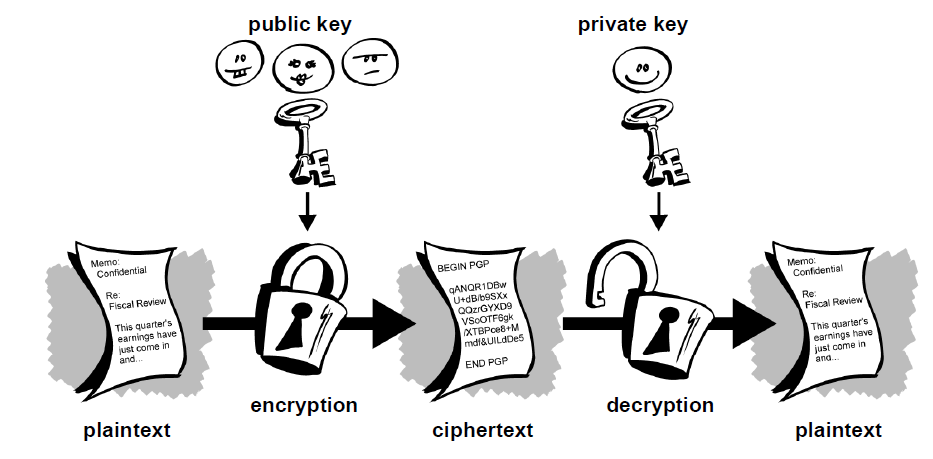 public key
private key
Memo:
Confidential
Re:
Fiscal Review
This quarter's
earnings have
just come in
and...
BEGIN PGP
qANQR1DBw
U+dB/b9SXx
QQzrGYXD9
VSoOTF6gk
/XTBPce8+M
mdf&UILdDe5
END PGP
Memo:
Confidential
Re:
Fiscal Review
This quarter's
earnings have
just come in
and...
encryption
decryption
plaintext
ciphertext
plaintext